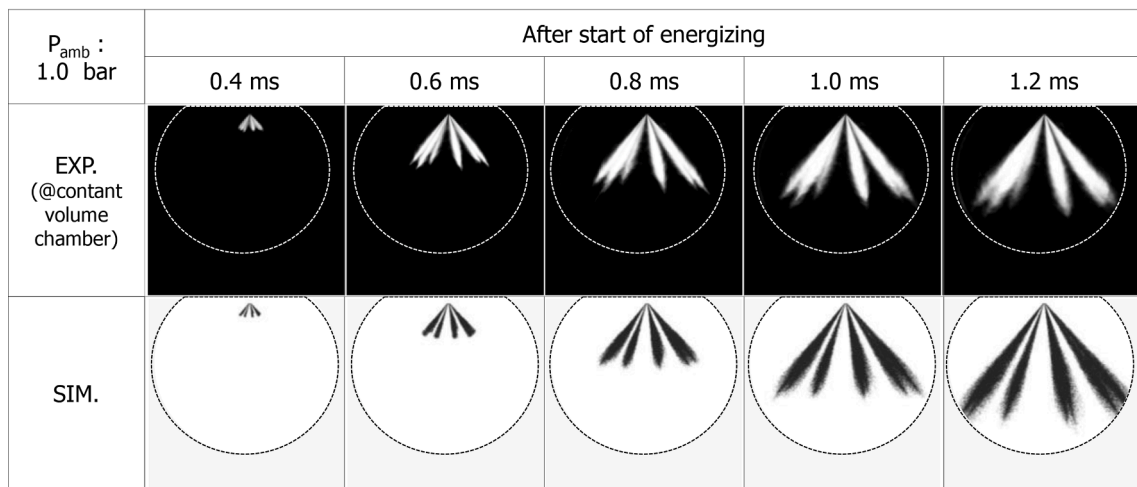 P_amb :
1.0 bar
After start of energizing
0.4 ms
0.6 ms
0.8 ms
1.0 ms
1.2 ms
EXP.
(@contant
volume
chamber)
SIM.